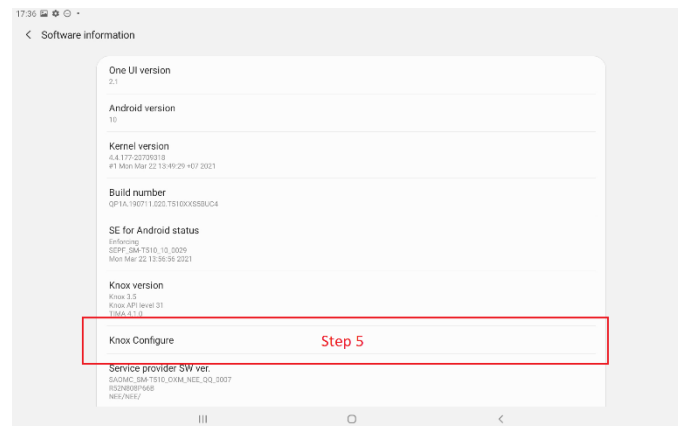 17:36
Software information
One UI version
2.1
Android version
10
Kernel version
4.4.177-20709310
#1 Mon Mar 22 13:49:29 +07 2021
Build number
QP1A.190711.020.T510XXS5BUC4
SE for Android status
Enforcing
SEPF_SM-T510_10_0029
Mon Mar 22 13:56:56 2021
Knox version
Knox 3.5
Knox API level 31
TIMA 4.1.0
Knox Configure
Step 5
Service provider SW ver.
SAOMC_SM-T510_OXM_NEE_QQ_0007
R52N808P66B
NEE/NEE/